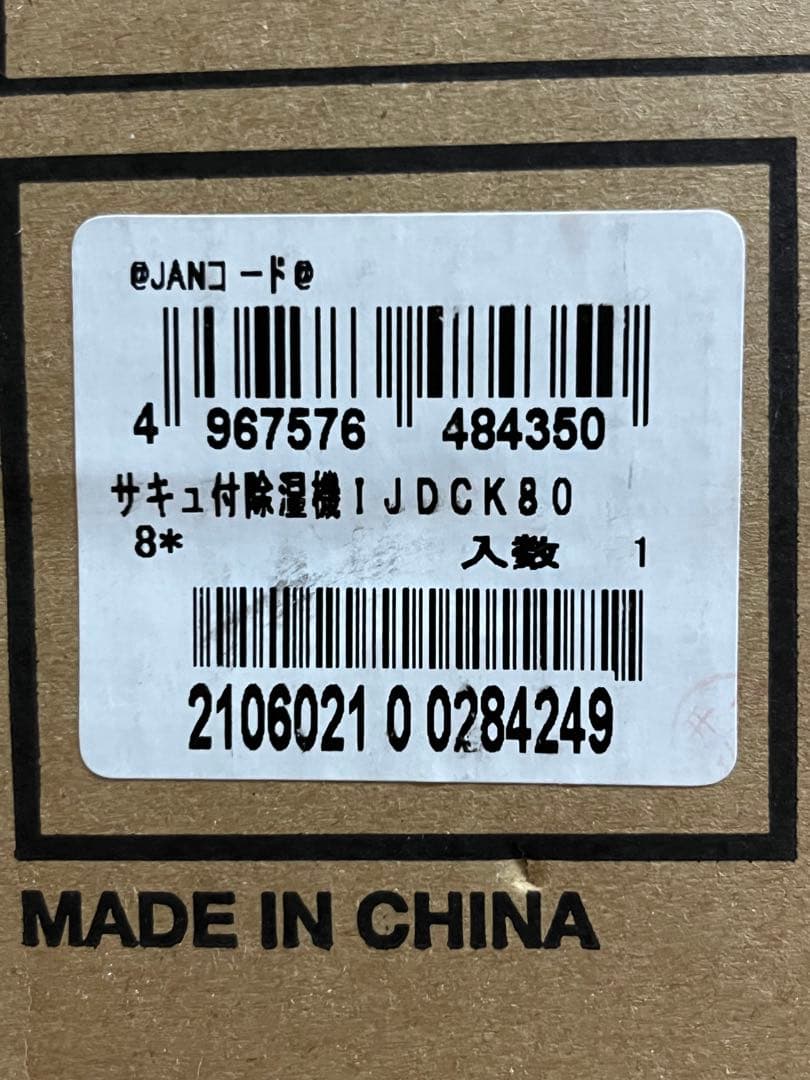 @JANコード@
4 967576 484350
サキュ付除湿機IJDCK80
8* 入数 1
2106021 0 0284249
MADE IN CHINA